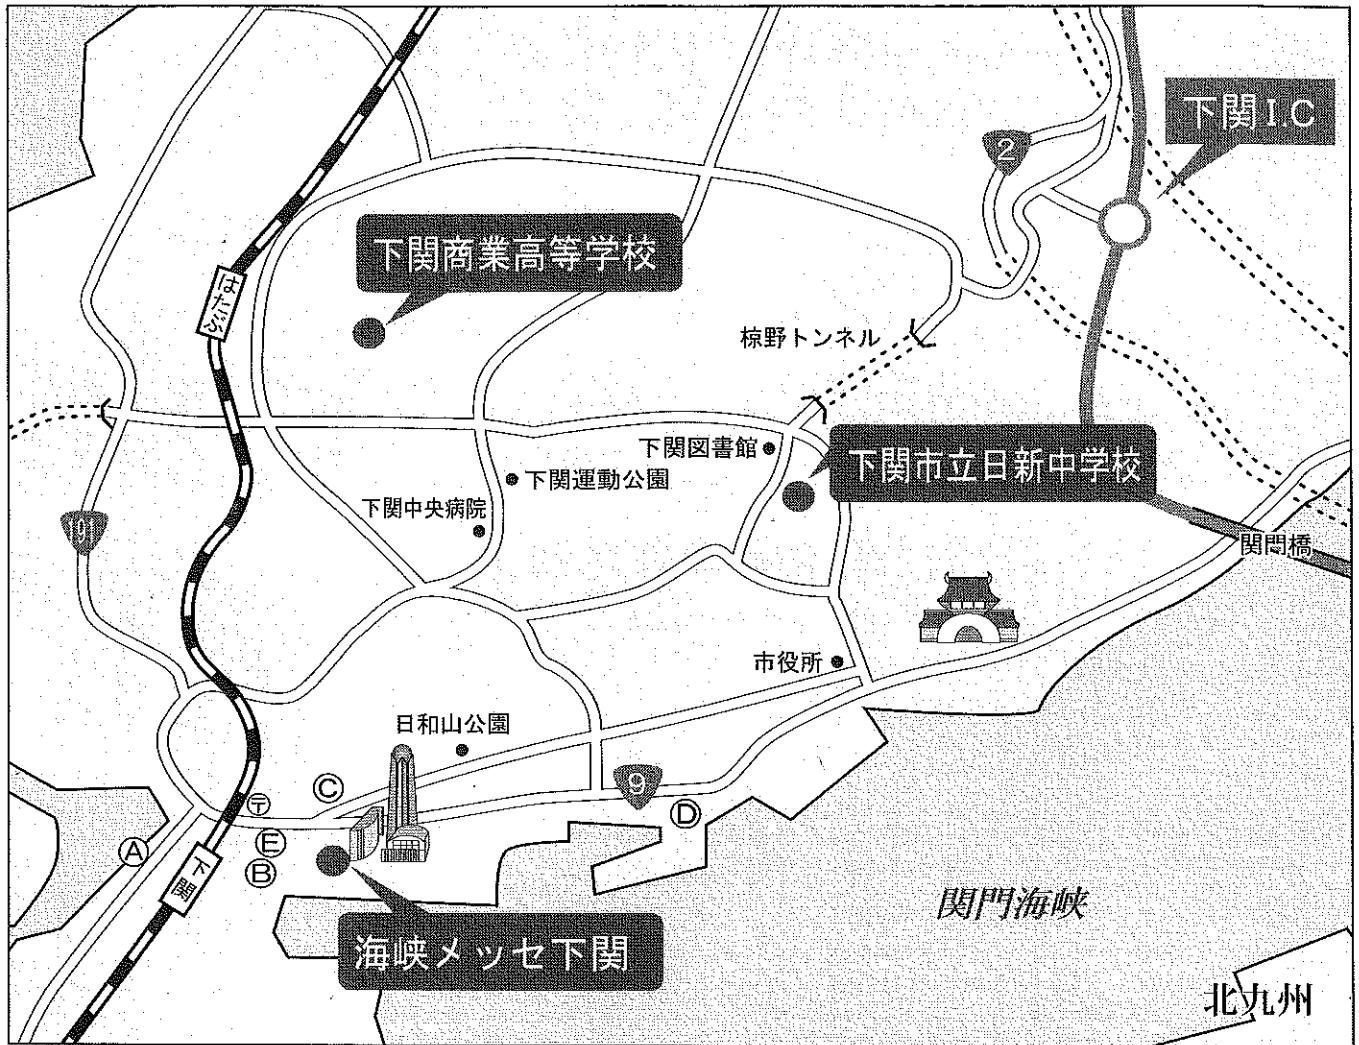 下関I.C
2
下関商業高等学校
はたぶ
椋野トンネル
下関図書館
下関市立日新中学校
下関運動公園
下関中央病院
191
関門橋
市役所
日和山公園
9
C
〒
D
A
E
B
下関
海峡メッセ下関
関門海峡
北九州